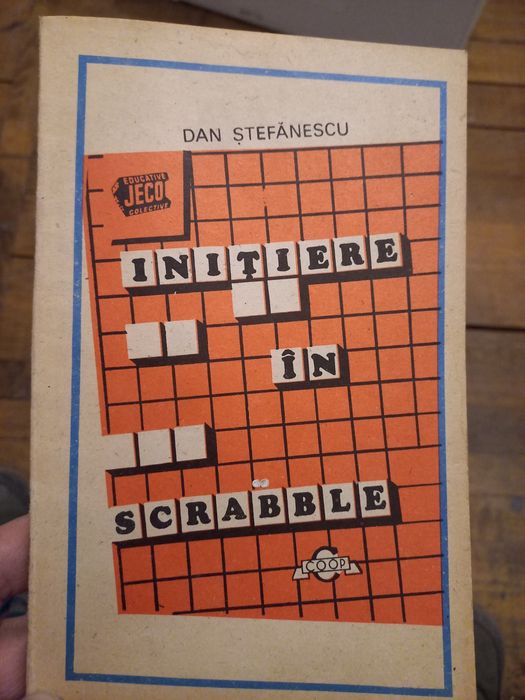 DAN ȘTEFĂNESCU
EDUCATIVE
JECO
COLECTIVE
INIȚIERE
ÎN
SCRABBLE
COOP